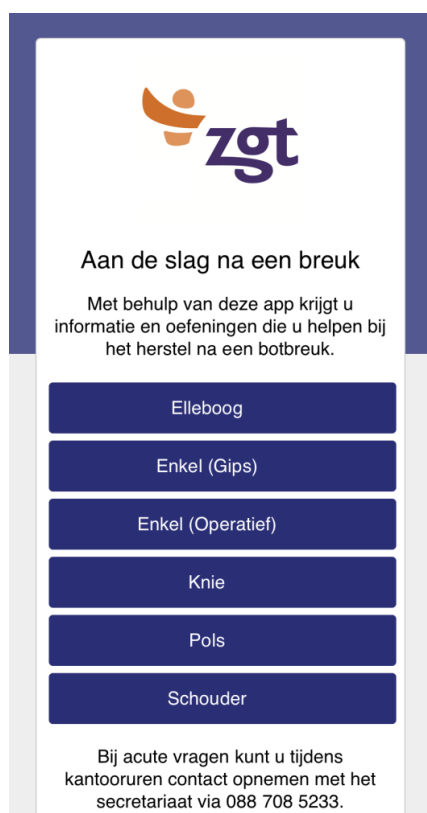 zgt
Aan de slag na een breuk
Met behulp van deze app krijgt u
informatie en oefeningen die u helpen bij
het herstel na een botbreuk.
Elleboog
Enkel (Gips)
Enkel (Operatief)
Knie
Pols
Schouder
Bij acute vragen kunt u tijdens
kantooruren contact opnemen met het
secretariaat via 088 708 5233.